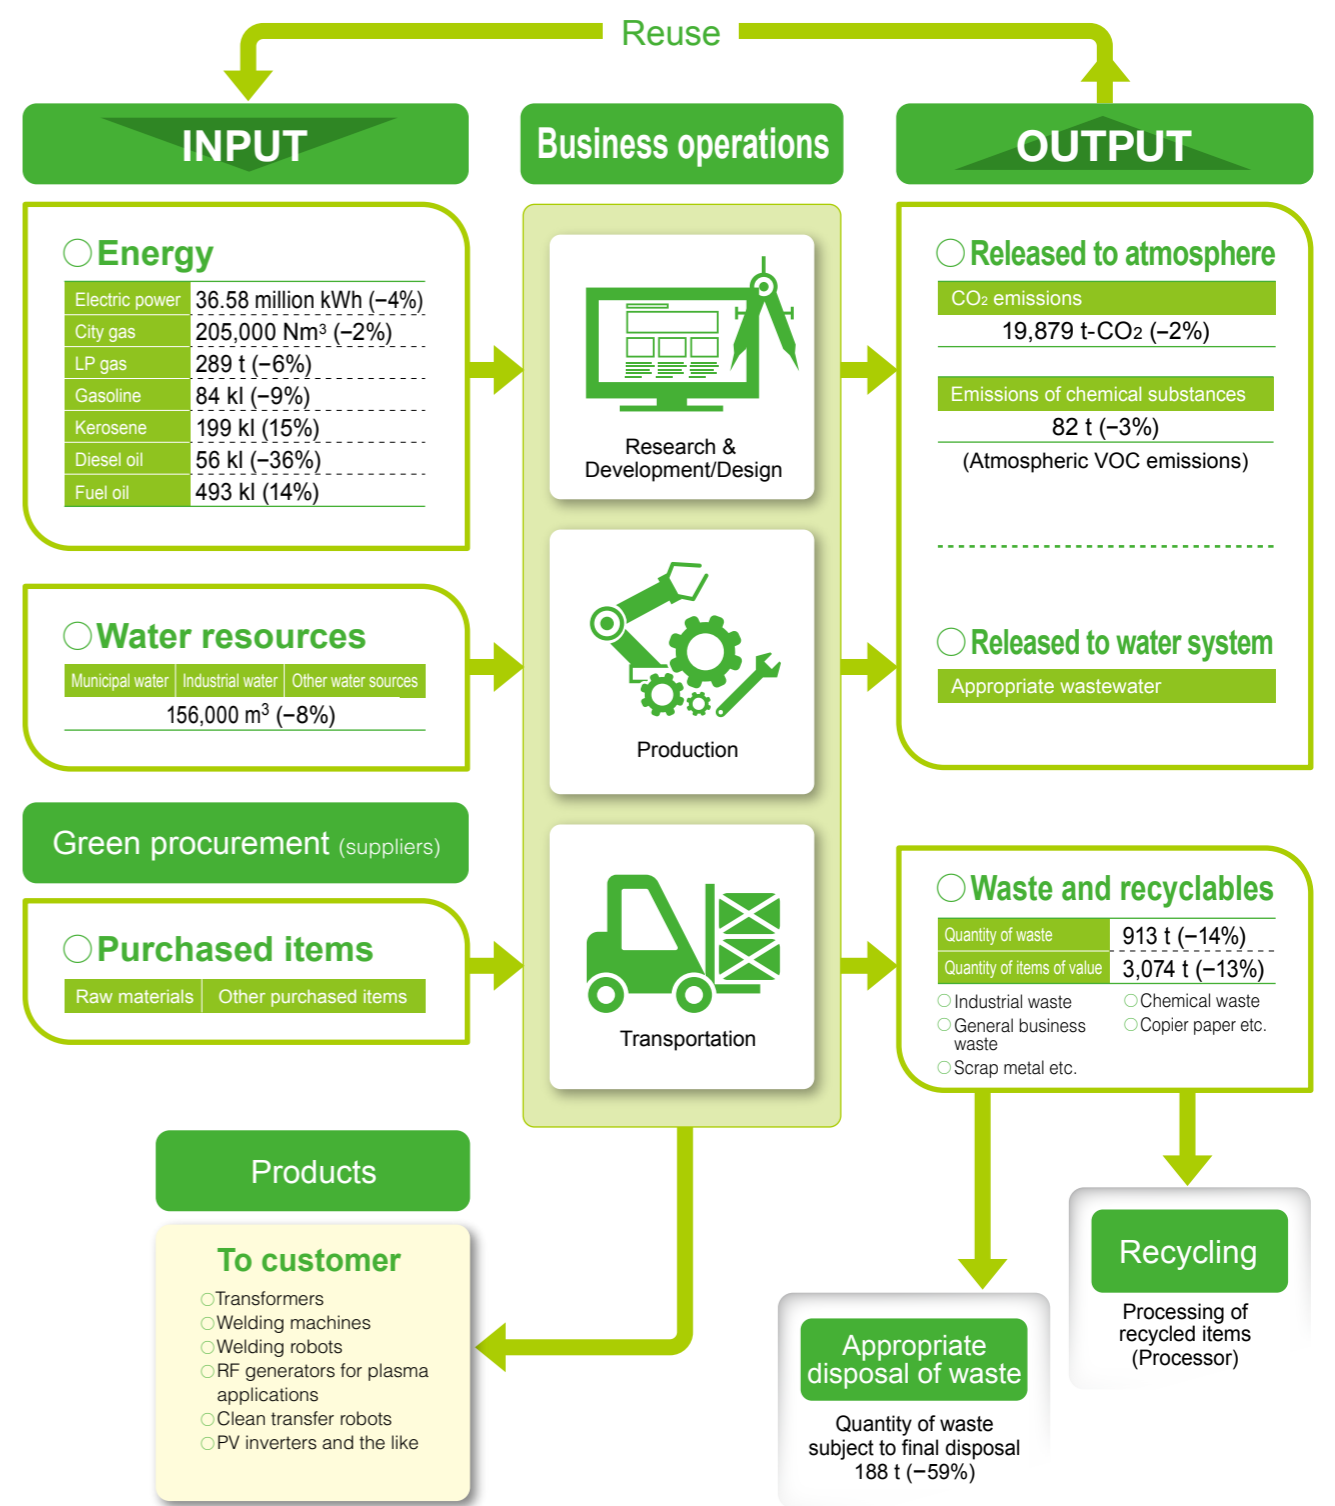 Reuse
INPUT
Business operations
OUTPUT
○Energy
Electric power 36.58 million kWh (−4%)
City gas 205,000 Nm³ (−2%)
LP gas 289 t (−6%)
Gasoline 84 kl (−9%)
Kerosene 199 kl (15%)
Diesel oil 56 kl (−36%)
Fuel oil 493 kl (14%)
○Water resources
Municipal water Industrial water Other water sources
156,000 m³ (−8%)
Green procurement (suppliers)
○Purchased items
Raw materials Other purchased items
Research &
Development/Design
Production
Transportation
○Released to atmosphere
CO₂ emissions
19,879 t-CO₂ (−2%)
Emissions of chemical substances
82 t (−3%)
(Atmospheric VOC emissions)
○Released to water system
Appropriate wastewater
○Waste and recyclables
Quantity of waste 913 t (−14%)
Quantity of items of value 3,074 t (−13%)
○Industrial waste
○General business
waste
○Scrap metal etc.
○Chemical waste
○Copier paper etc.
Products
To customer
○Transformers
○Welding machines
○Welding robots
○RF generators for plasma
applications
○Clean transfer robots
○PV inverters and the like
Appropriate
disposal of waste
Quantity of waste
subject to final disposal
188 t (−59%)
Recycling
Processing of
recycled items
(Processor)